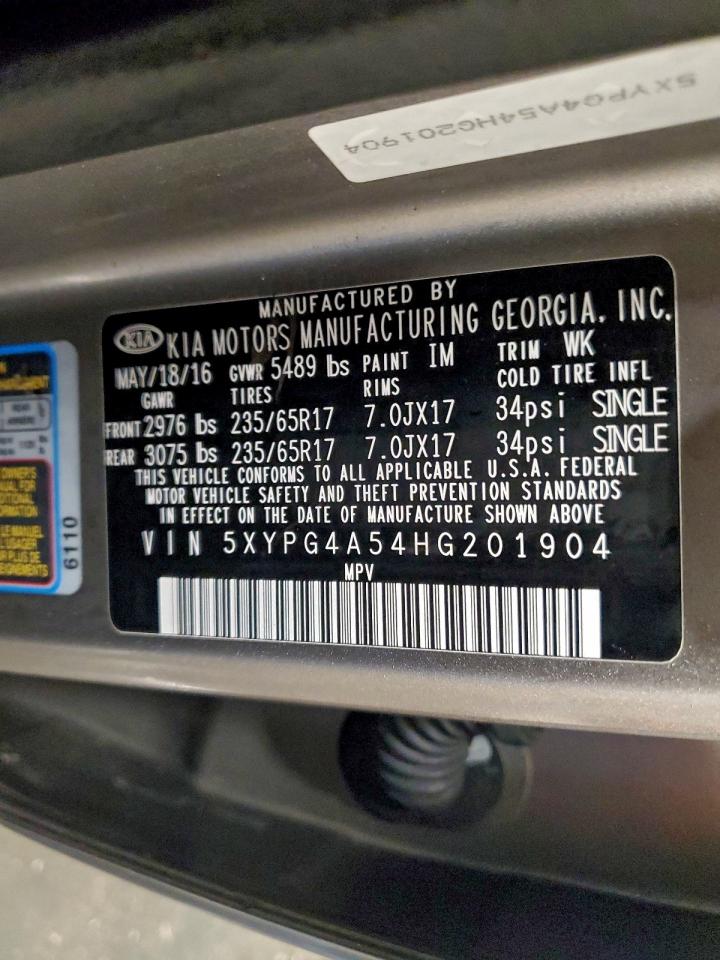 5XYPG4A54HG201904
MANUFACTURED BY
KIA KIA MOTORS MANUFACTURING GEORGIA, INC.
MAY/18/16 GVWR 5489 lbs PAINT IM TRIM WK
GAWR TIRES RIMS COLD TIRE INFL
FRONT 2976 lbs 235/65R17 7.0JX17 34psi SINGLE
REAR 3075 lbs 235/65R17 7.0JX17 34psi SINGLE
THIS VEHICLE CONFORMS TO ALL APPLICABLE U.S.A. FEDERAL
MOTOR VEHICLE SAFETY AND THEFT PREVENTION STANDARDS
IN EFFECT ON THE DATE OF MANUFACTURE SHOWN ABOVE
VIN 5XYPG4A54HG201904
MPV
6110